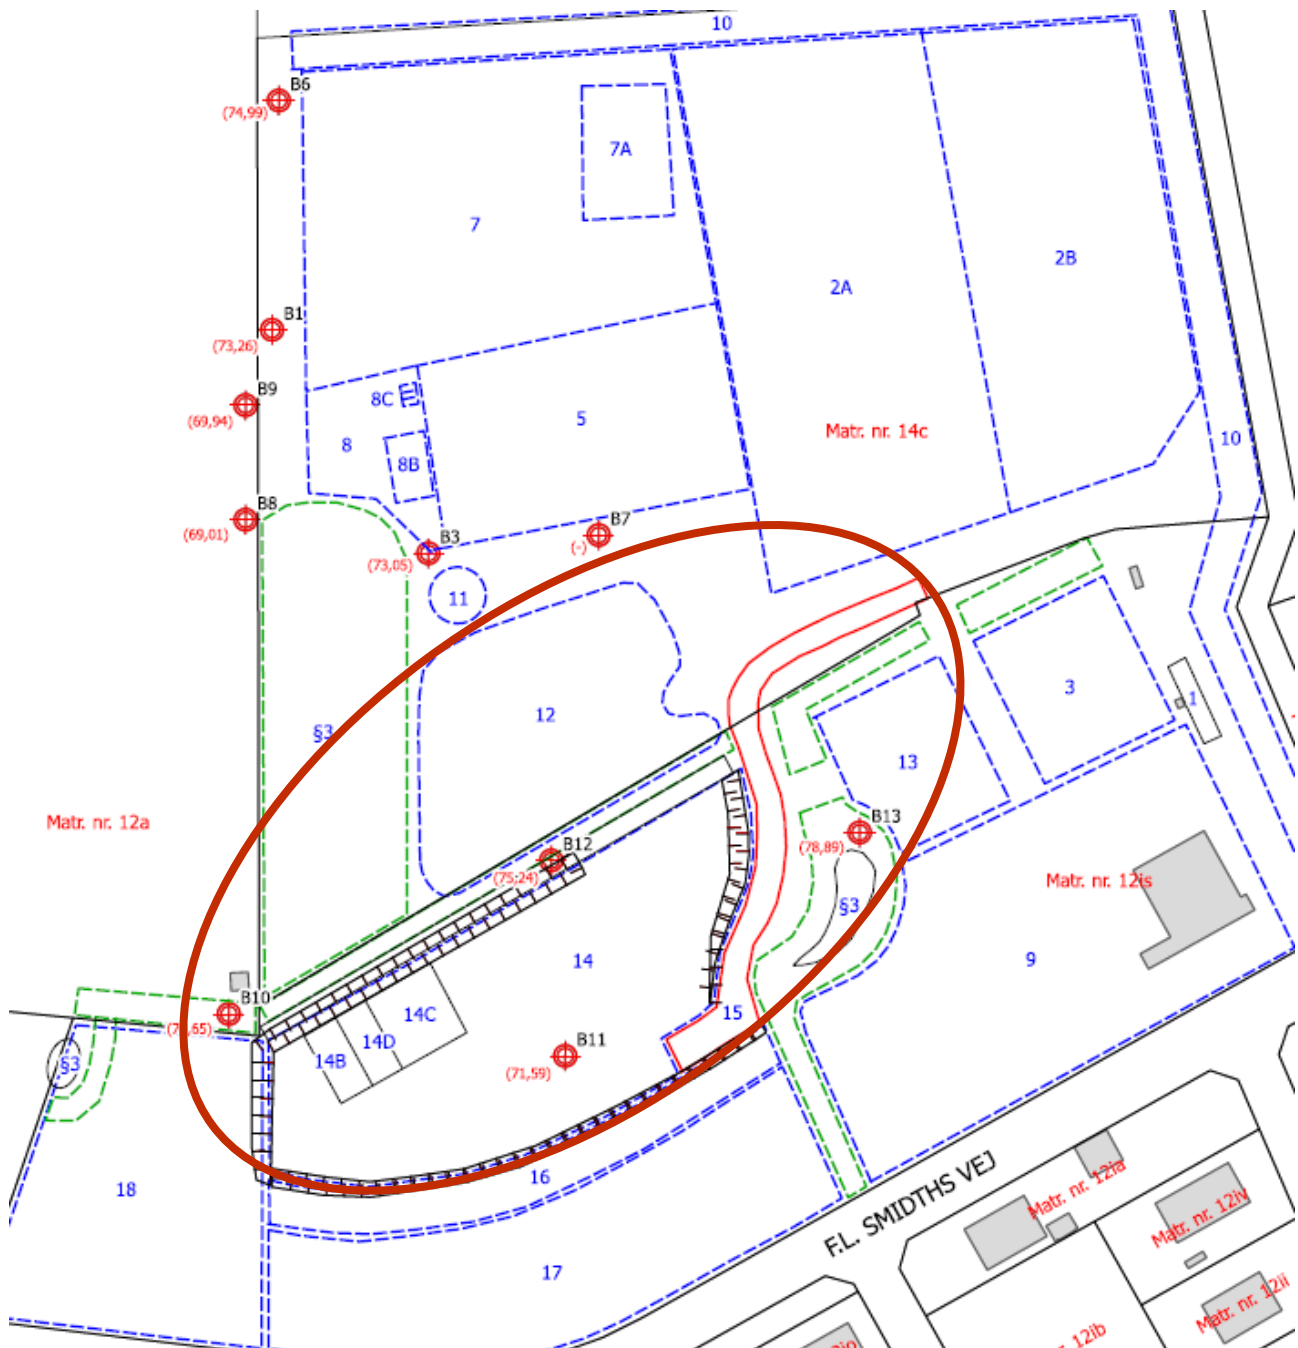 10
B6
(74,99)
7A
7
2B
2A
B1
(73,26)
B9
8C
(69,94)
5
Matr. nr. 14c
10
8
8B
B8
B7
(69,01)
B3
(-)
(73,05)
11
3
1
12
§3
13
Matr. nr. 12a
B13
(78,89)
B12
(75,24)
Matr. nr. 12is
§3
14
9
B10
14C
15
14D
B11
14B
§3
(71,59)
16
18
F.L. SMIDTHS VEJ
Matr. nr. 12ia
Matr. nr. 12iv
17
Matr. nr. 12ii
r. 12ib